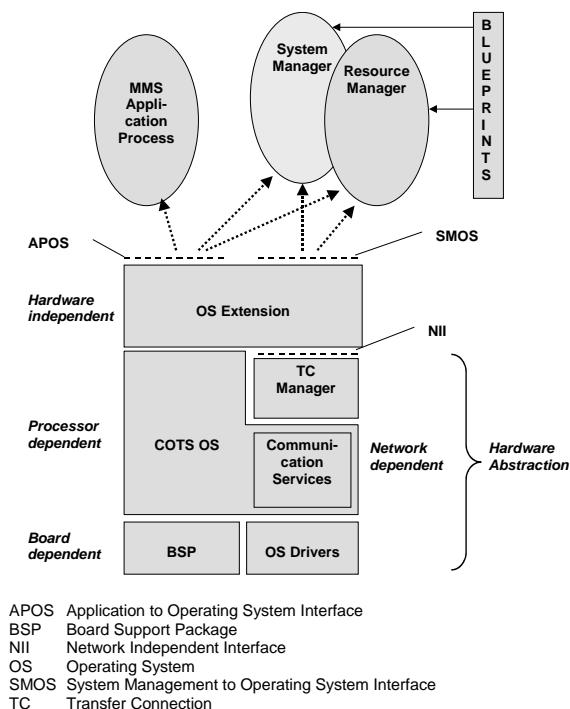 System
Manager
Resource
Manager
MMS
Appli-
cation
Process
BLUEPRINTS
APOS
SMOS
Hardware
independent
OS Extension
NII
TC
Manager
Processor
dependent
COTS OS
Communi-
cation
Services
Network
dependent
Hardware
Abstraction
Board
dependent
BSP
OS Drivers
APOS Application to Operating System Interface
BSP Board Support Package
NII Network Independent Interface
OS Operating System
SMOS System Management to Operating System Interface
TC Transfer Connection